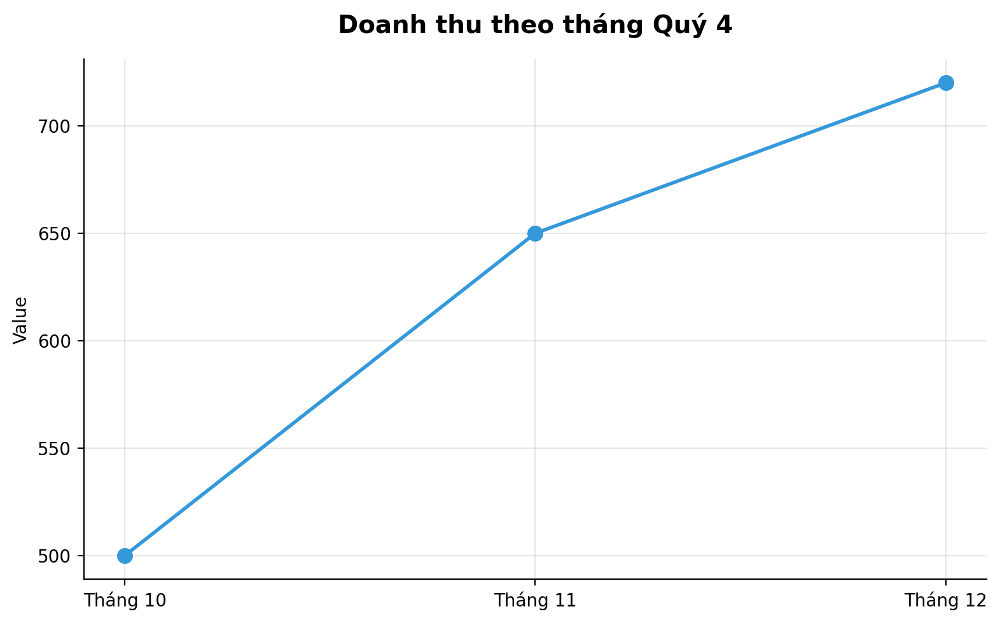 Doanh thu theo tháng Quý 4
Value
700
650
600
550
500
Tháng 10
Tháng 11
Tháng 12